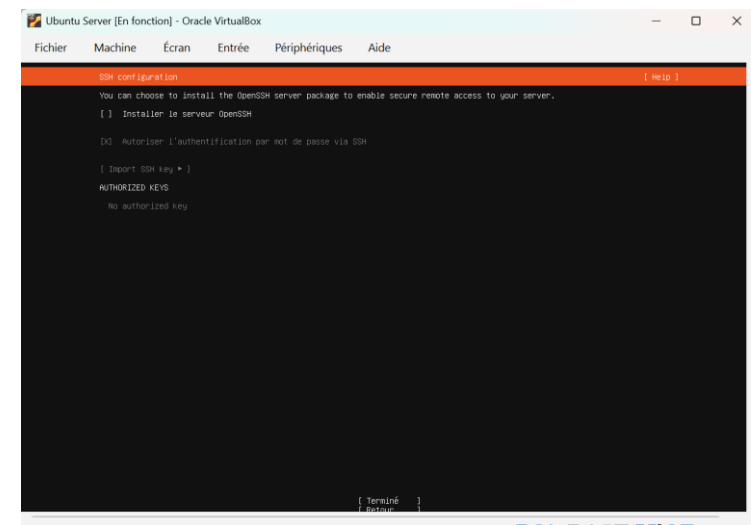 Ubuntu Server [En fonction] - Oracle VirtualBox
Fichier Machine Écran Entrée Périphériques Aide
SSH configuration [ Help ]
You can choose to install the OpenSSH server package to enable secure remote access to your server.
[ ] Installer le serveur OpenSSH
[X] Autoriser l'authentification par mot de passe via SSH
[ Import SSH key ▸ ]
AUTHORIZED KEYS
No authorized key
[ Terminé ]
[ Retour ]